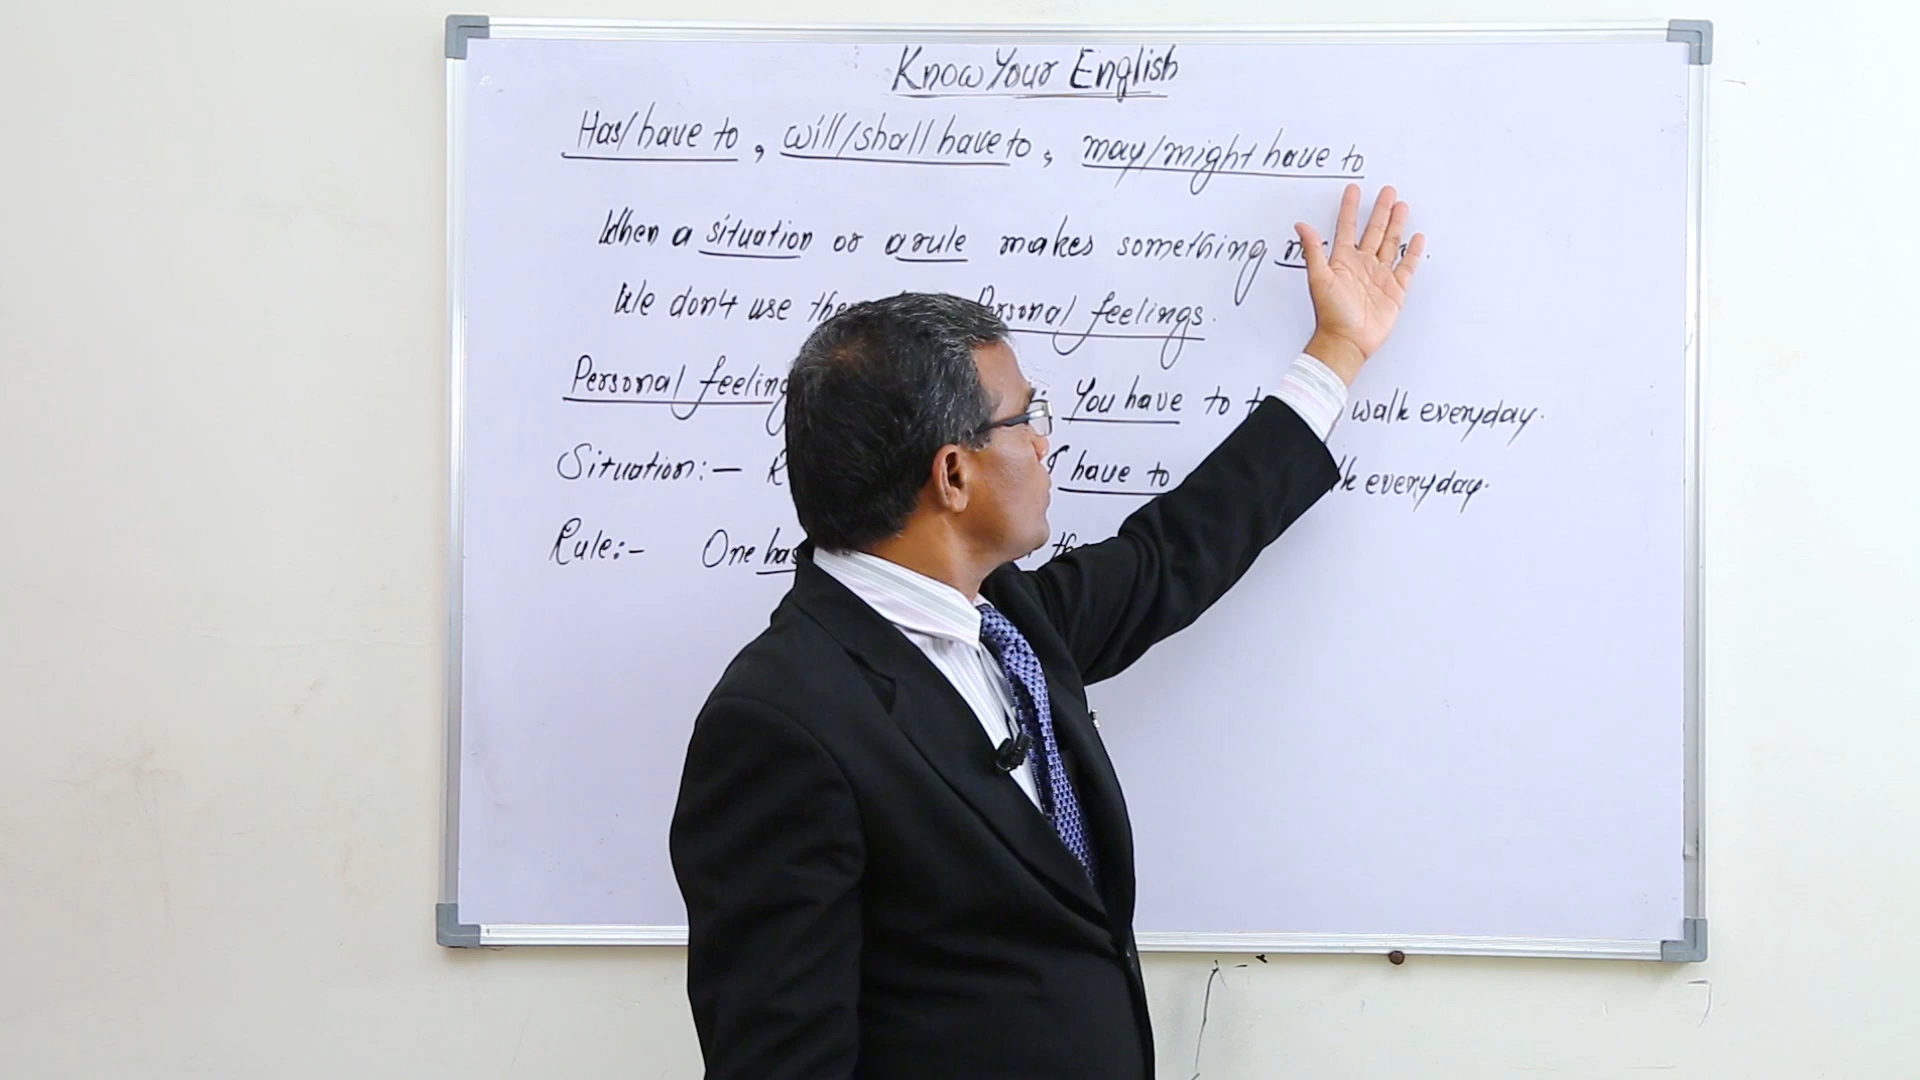 Know Your English
Has/have to, will/shall have to, may/might have to
When a situation or a rule makes something
We don't use Personal feelings.
Personal feeling You have to walk everyday.
Situation:- I have to everyday.
Rule:- One has